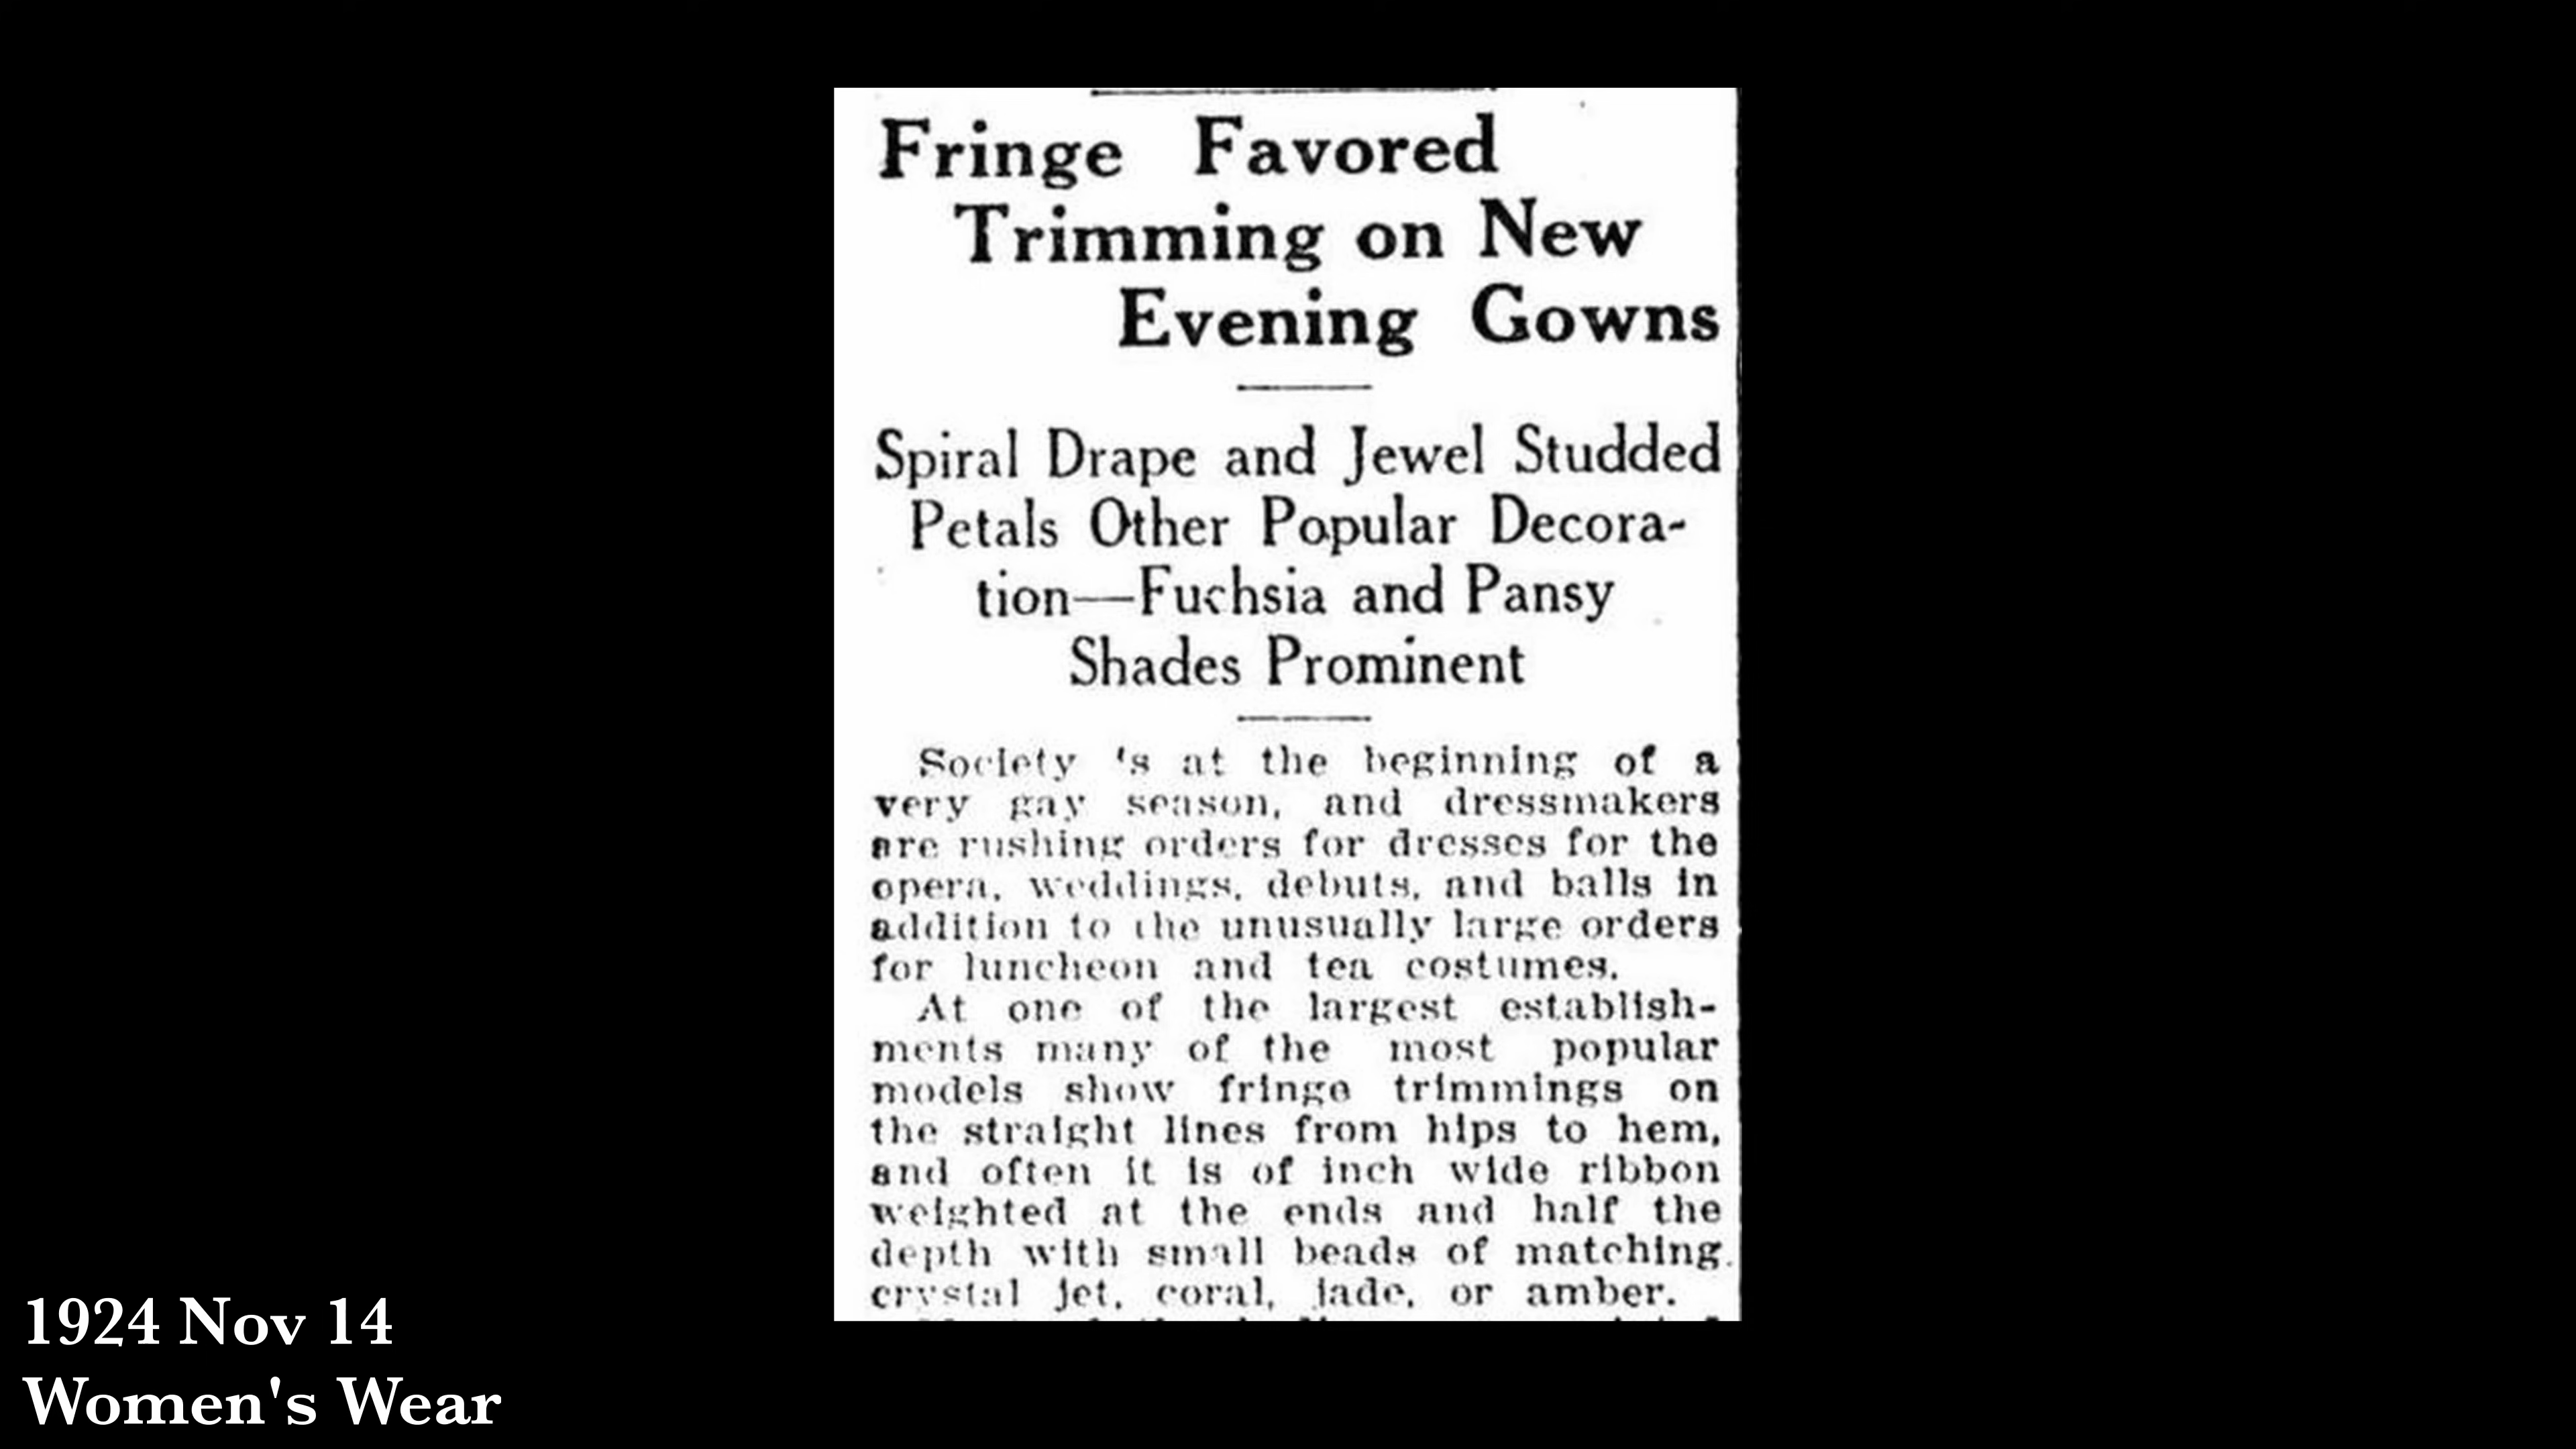 Fringe Favored
Trimming on New
Evening Gowns
Spiral Drape and Jewel Studded
Petals Other Popular Decora-
tion—Fuchsia and Pansy
Shades Prominent
Society 's at the beginning of a
very gay season, and dressmakers
are rushing orders for dresses for the
opera, weddings, debuts, and balls in
addition to the unusually large orders
for luncheon and tea costumes.
At one of the largest establish-
ments many of the most popular
models show fringe trimmings on
the straight lines from hips to hem,
and often it is of inch wide ribbon
weighted at the ends and half the
depth with small beads of matching
crystal jet, coral, jade, or amber.
1924 Nov 14
Women's Wear